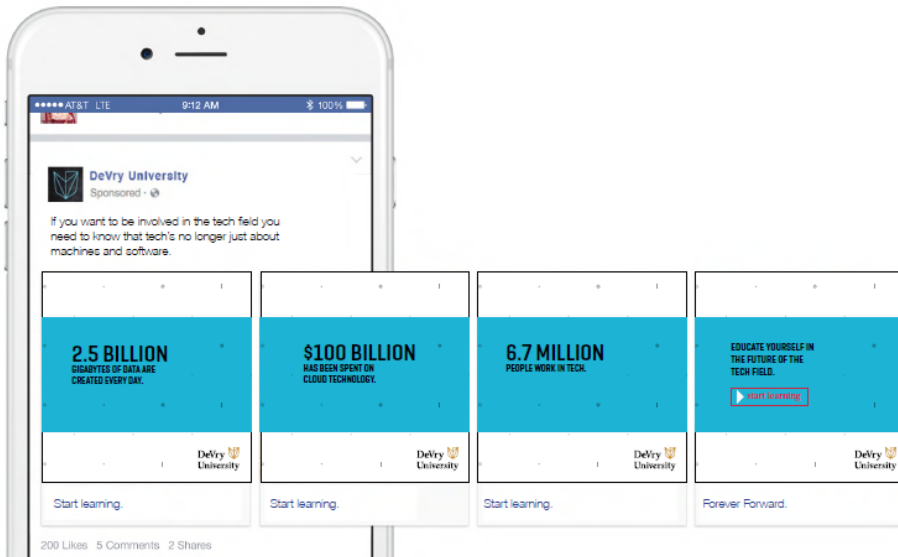 AT&T LTE 9:12 AM 100%
DeVry University
Sponsored ·
If you want to be involved in the tech field you
need to know that tech's no longer just about
machines and software.
2.5 BILLION
GIGABYTES OF DATA ARE
CREATED EVERY DAY.
DeVry
University
Start learning.
$100 BILLION
HAS BEEN SPENT ON
CLOUD TECHNOLOGY.
DeVry
University
Start learning.
6.7 MILLION
PEOPLE WORK IN TECH.
DeVry
University
Start learning.
EDUCATE YOURSELF IN
THE FUTURE OF THE
TECH FIELD.
start learning
DeVry
University
Forever Forward.
200 Likes 5 Comments 2 Shares